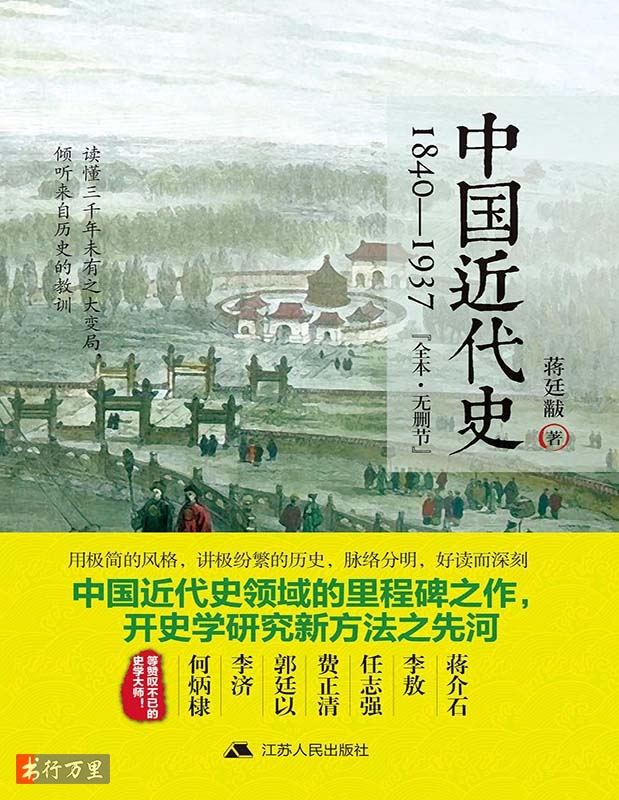 中国近代史
1840—1937
『全本·无删节』
蒋廷黻 著
读懂三千年未有之大变局,
倾听来自历史的教训
用极简的风格,讲极纷繁的历史,脉络分明,好读而深刻
中国近代史领域的里程碑之作,
开史学研究新方法之先河
蒋介石
李敖
任志强
费正清
郭廷以
李济
何炳棣
等赞叹不已的
史学大师!
江苏人民出版社
书行万里